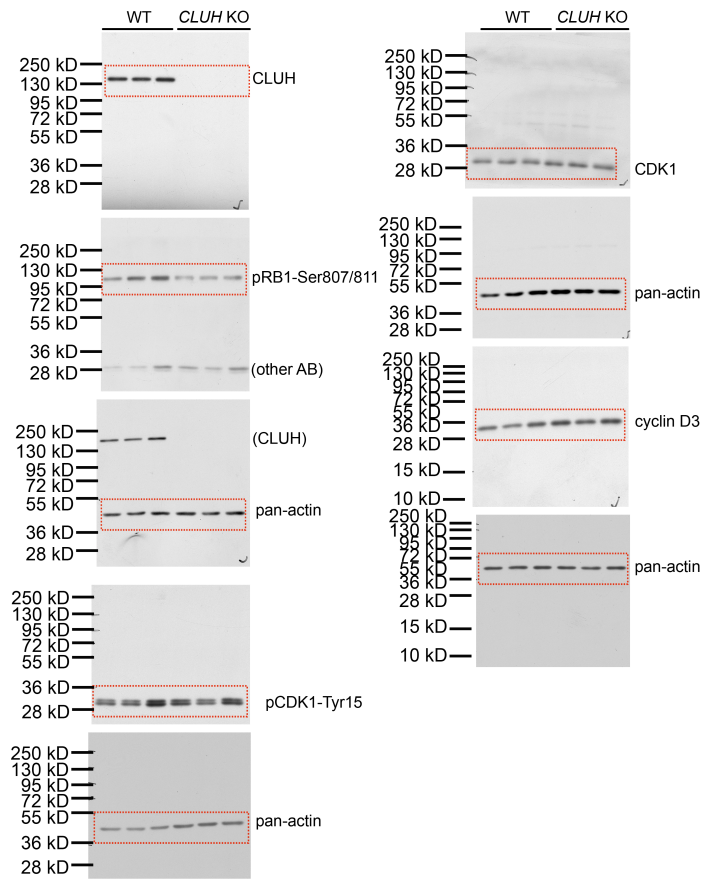 WT CLUH KO
250 kD
130 kD
95 kD
72 kD
55 kD
36 kD
28 kD
CLUH
250 kD
130 kD
95 kD
72 kD
55 kD
36 kD
28 kD
pRB1-Ser807/811
(other AB)
250 kD
130 kD
95 kD
72 kD
55 kD
36 kD
28 kD
(CLUH)
pan-actin
250 kD
130 kD
95 kD
72 kD
55 kD
36 kD
28 kD
pCDK1-Tyr15
250 kD
130 kD
95 kD
72 kD
55 kD
36 kD
28 kD
pan-actin
WT CLUH KO
250 kD
130 kD
95 kD
72 kD
55 kD
36 kD
28 kD
CDK1
250 kD
130 kD
95 kD
72 kD
55 kD
36 kD
28 kD
pan-actin
250 kD
130 kD
95 kD
72 kD
55 kD
36 kD
28 kD
15 kD
10 kD
cyclin D3
250 kD
130 kD
95 kD
72 kD
55 kD
36 kD
28 kD
15 kD
10 kD
pan-actin